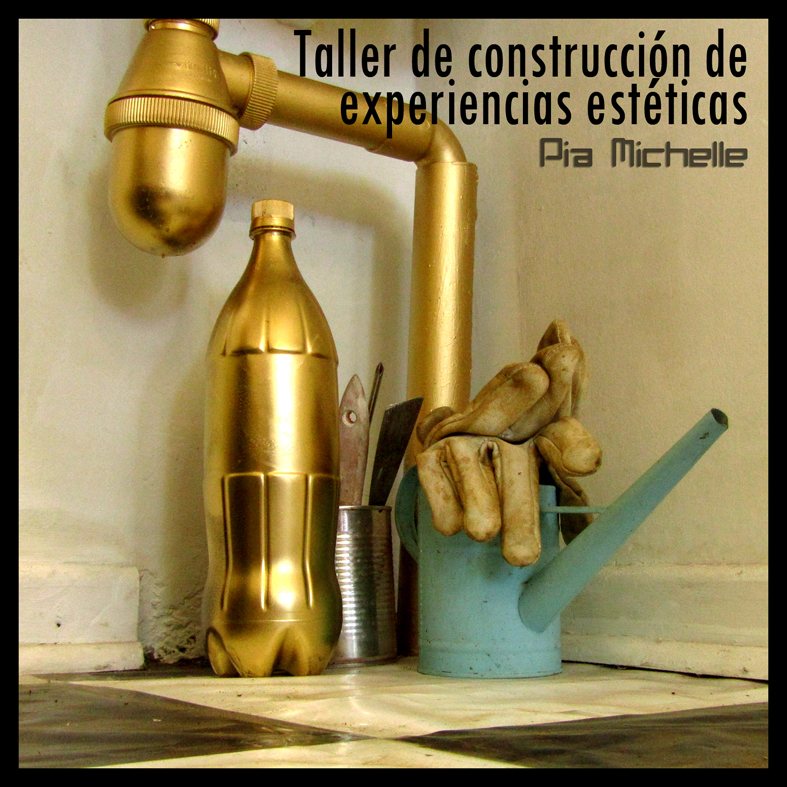 Taller de construcción de
experiencias estéticas
Pia Michelle